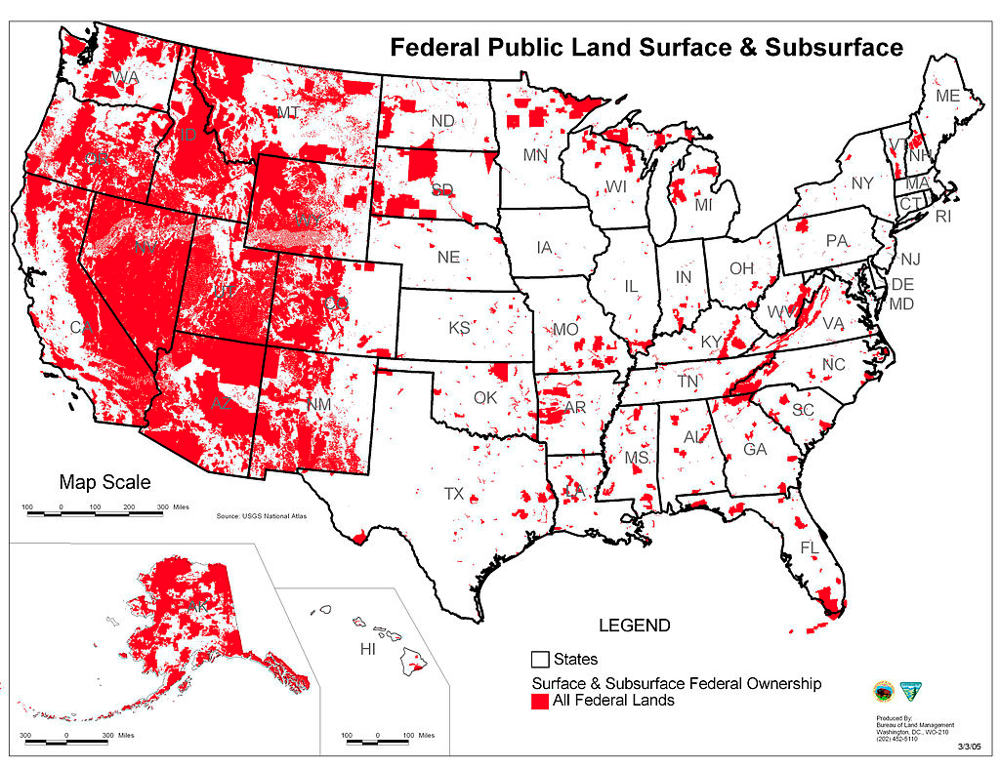 Federal Public Land Surface & Subsurface
WA
MT
ND
MN
ME
ID
OR
SD
WI
MI
NY
VT
NH
MA
CT
RI
WY
NE
IA
PA
NJ
NV
UT
CO
IL
IN
OH
DE
MD
CA
KS
MO
WV
VA
KY
AZ
NM
OK
AR
TN
NC
SC
TX
LA
MS
AL
GA
FL
Map Scale
100 0 100 200 300 Miles
Source: USGS National Atlas
AK
HI
300 0 300 Miles
100 0 100 Miles
LEGEND
States
Surface & Subsurface Federal Ownership
All Federal Lands
Produced By:
Bureau of Land Management
Washington, DC., WO-210
(202) 452-5110
3/3/05